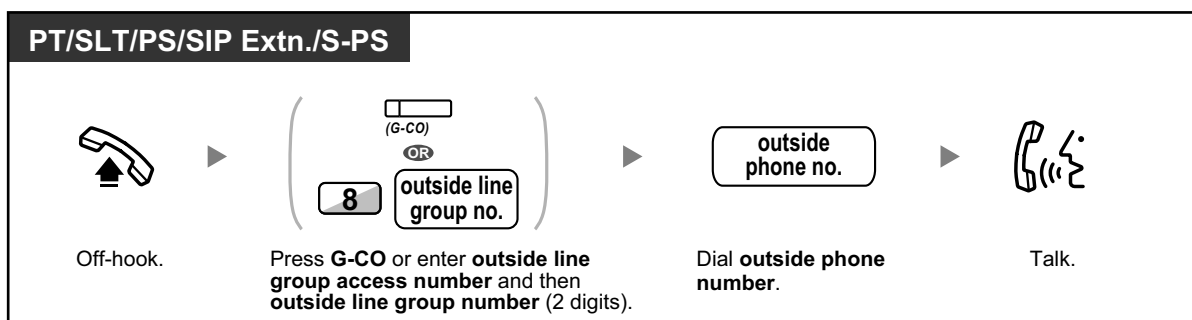 PT/SLT/PS/SIP Extn./S-PS
(G-CO)
OR
8
outside line
group no.
outside
phone no.
Off-hook.
Press G-CO or enter outside line
group access number and then
outside line group number (2 digits).
Dial outside phone
number.
Talk.